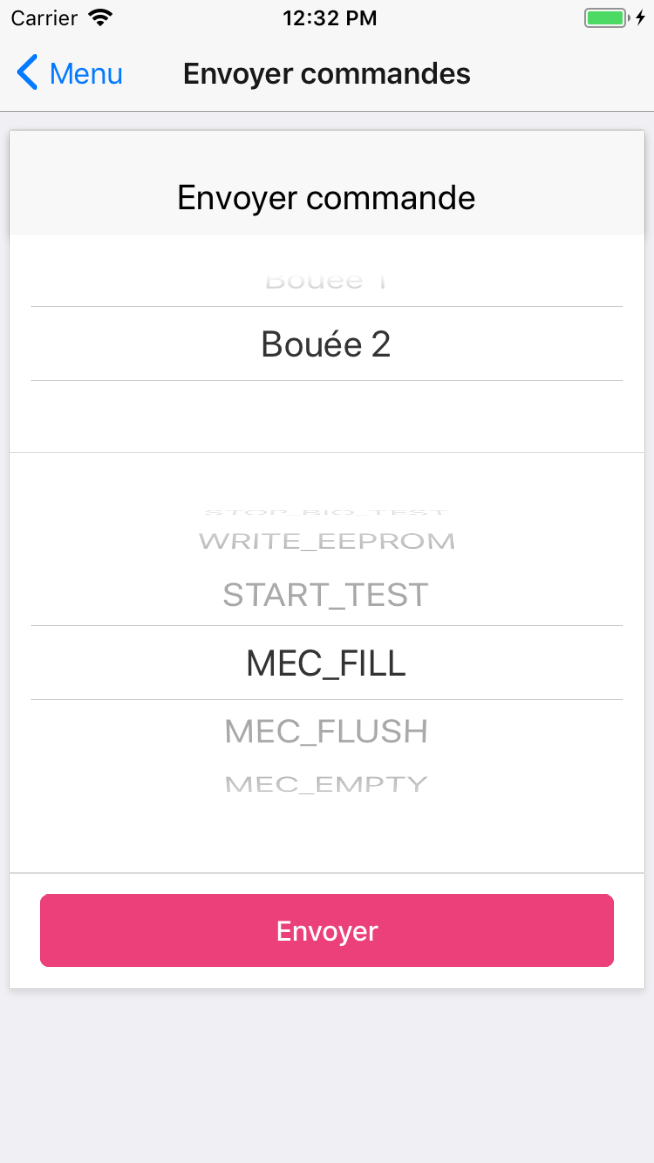 Carrier
12:32 PM
Menu
Envoyer commandes
Envoyer commande
Bouée 1
Bouée 2
STOP_BIO_TEST
WRITE_EEPROM
START_TEST
MEC_FILL
MEC_FLUSH
MEC_EMPTY
Envoyer